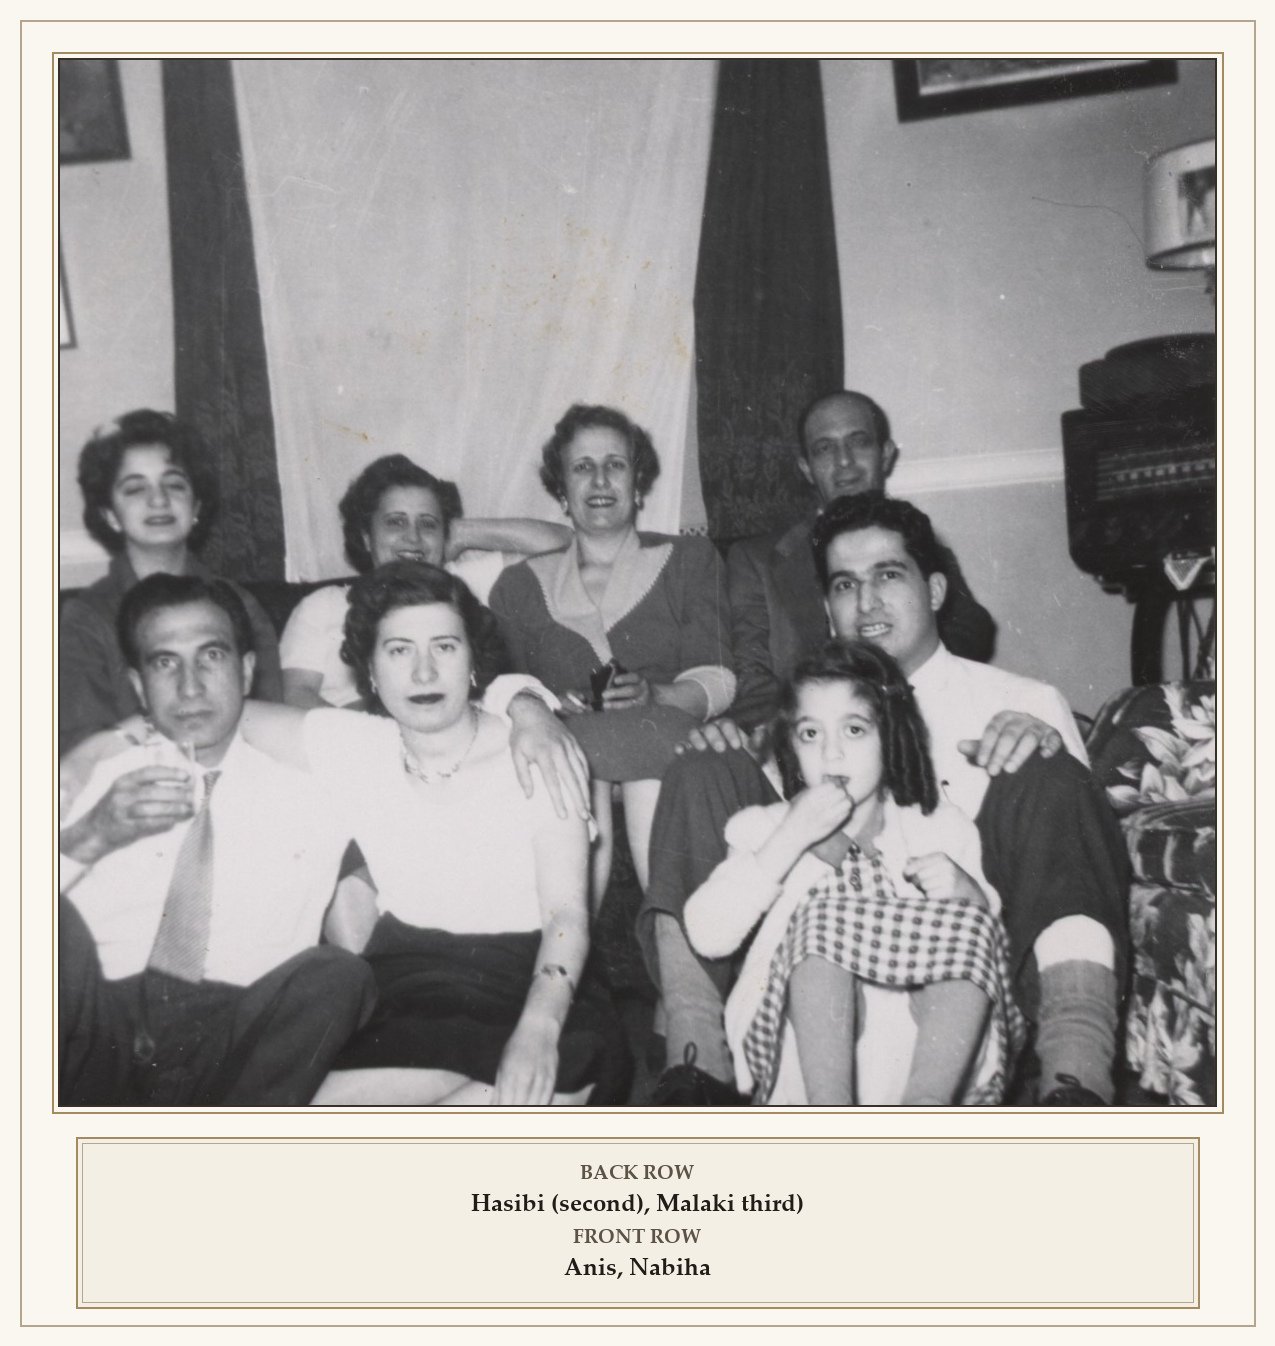 BACK ROW
Hasibi (second), Malaki third)
FRONT ROW
Anis, Nabiha